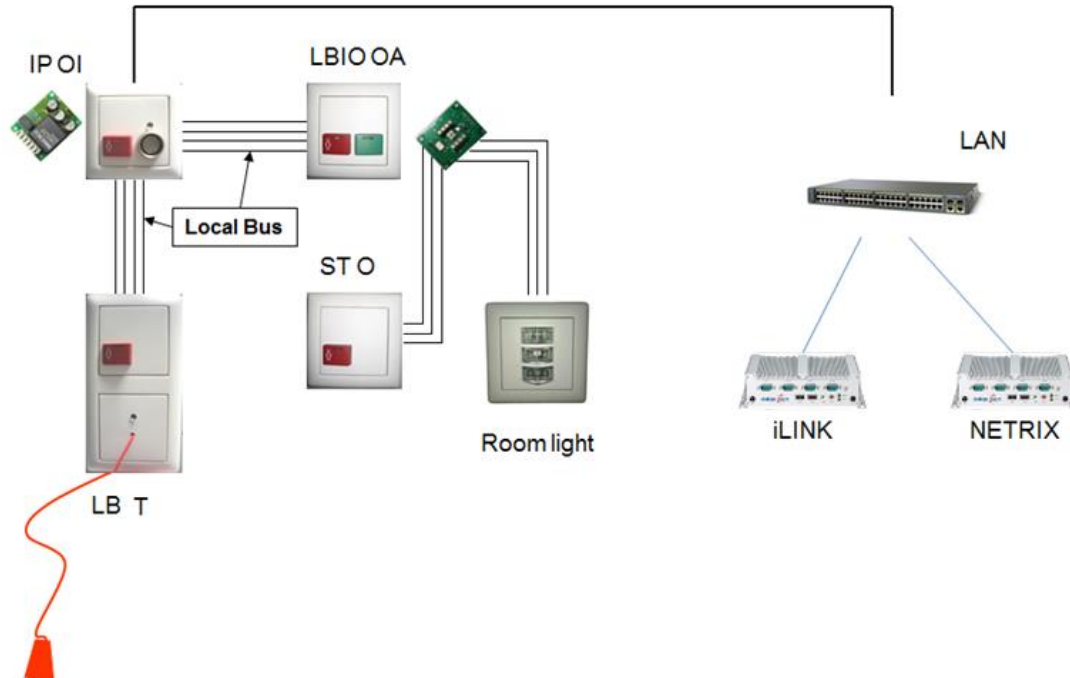 IP OI
LBIO OA
LAN
Local Bus
ST O
Room light
iLINK
NETRIX
LB T